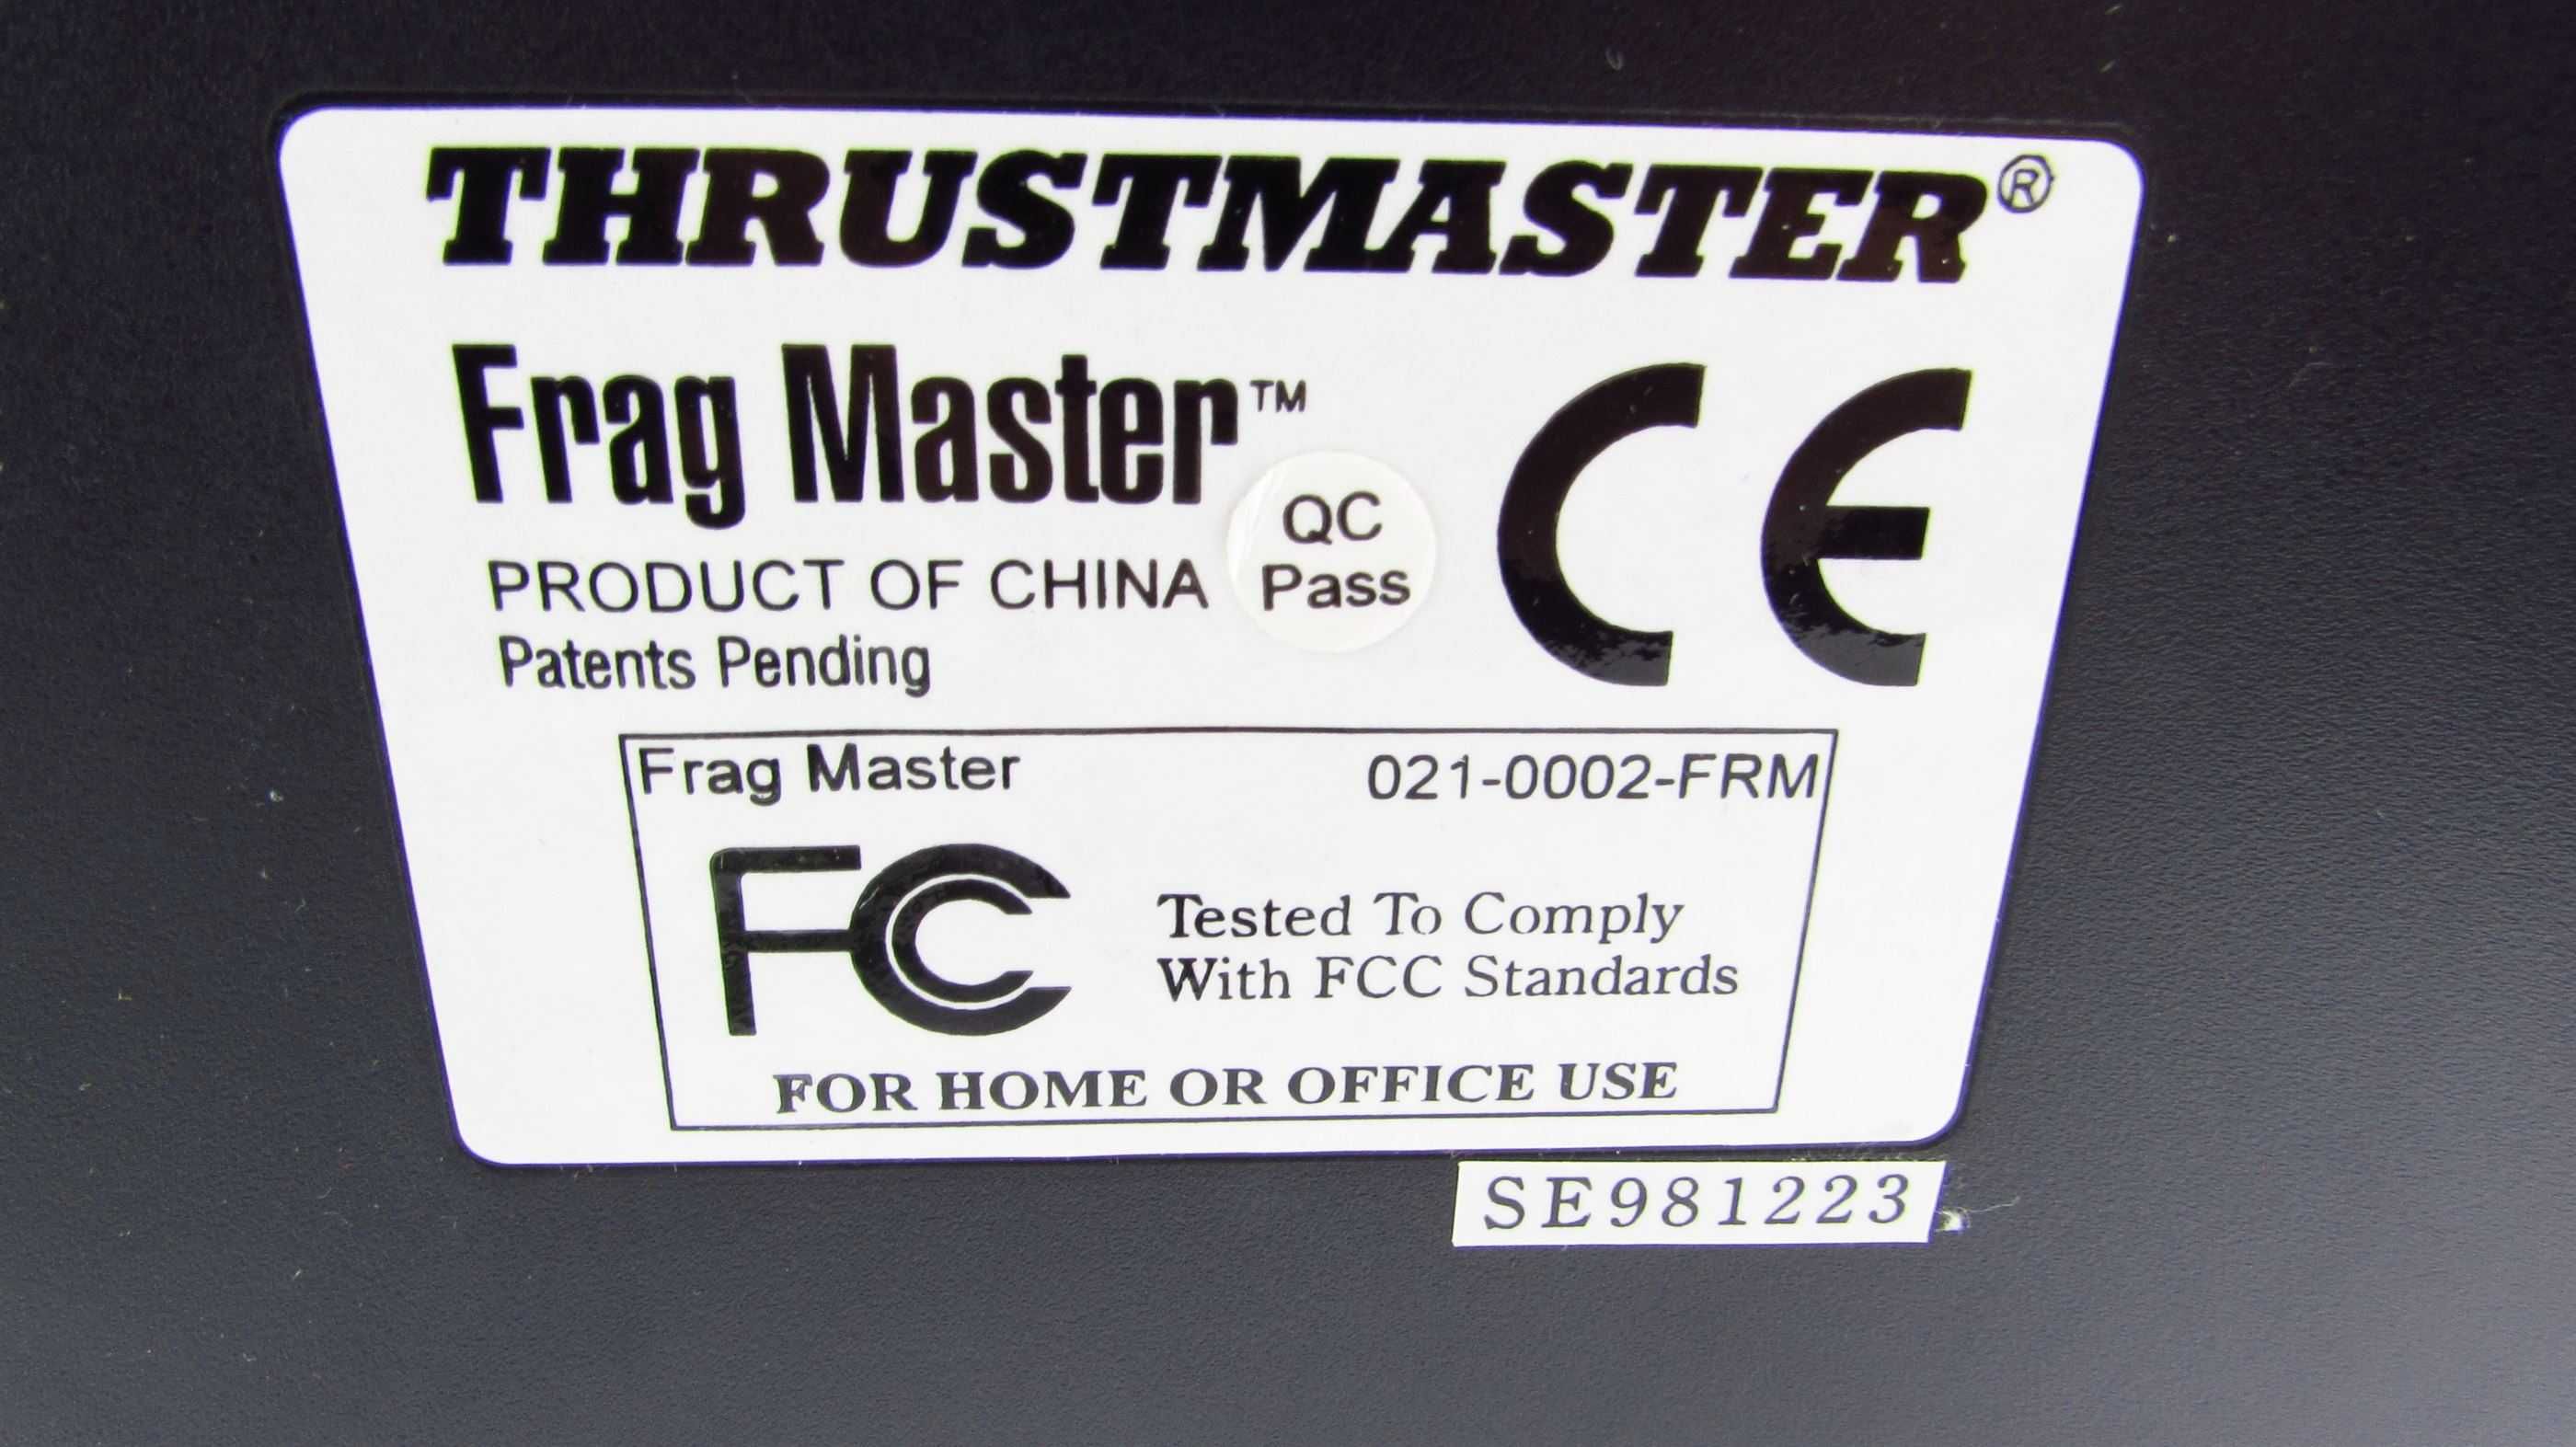 THRUSTMASTER®
Frag Master™
CE
QC
Pass
PRODUCT OF CHINA
Patents Pending
Frag Master 021-0002-FRM
FC
Tested To Comply
With FCC Standards
FOR HOME OR OFFICE USE
SE981223